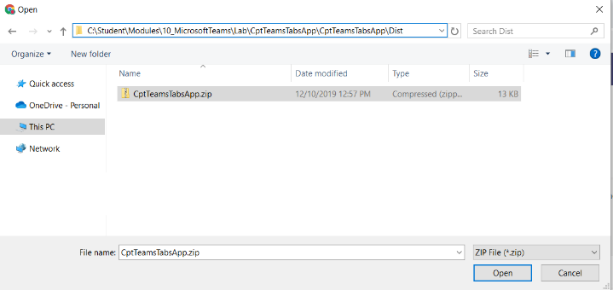 Open
C:\Student\Modules\10_MicrosoftTeams\Lab\CptTeamsTabsApp\CptTeamsTabsApp\Dist
Search Dist
Organize
New folder
Name Date modified Type Size
Quick access
OneDrive - Personal
This PC
Network
CptTeamsTabsApp.zip 12/10/2019 12:57 PM Compressed (zipp... 13 KB
File name: CptTeamsTabsApp.zip ZIP File (*.zip)
Open Cancel